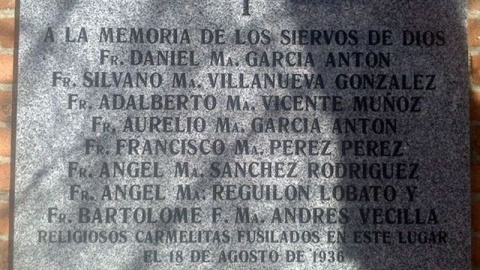 A LA MEMORIA DE LOS SIERVOS DE DIOS
FR. DANIEL MA. GARCIA ANTON
FR. SILVANO MA. VILLANUEVA GONZALEZ
FR. ADALBERTO MA. VICENTE MUÑOZ
FR. AURELIO MA. GARCIA ANTON
FR. FRANCISCO MA. PEREZ PEREZ
FR. ANGEL MA. SANCHEZ RODRIGUEZ
FR. ANGEL MA. REGUILON LOBATO Y
FR. BARTOLOME F. MA. ANDRES VECILLA
RELIGIOSOS CARMELITAS FUSILADOS EN ESTE LUGAR
EL 18 DE AGOSTO DE 1936